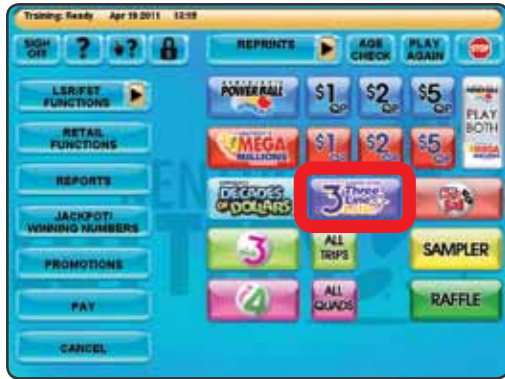 Training: Ready Apr 19 2011 13:59
SIGN OFF ? ? REPRINTS AGE CHECK PLAY AGAIN STOP
LSR/FST FUNCTIONS
POWERBALL $1 QP $2 QP $5 QP
PLAY BOTH
RETAIL FUNCTIONS
MEGA MILLIONS $1 QP $2 QP $5 QP
REPORTS
DECADES OF DOLLARS
3 Three Line
JACKPOT/ WINNING NUMBERS
3
ALL TRIPS
SAMPLER
PROMOTIONS
PAY
4
ALL QUADS
RAFFLE
CANCEL